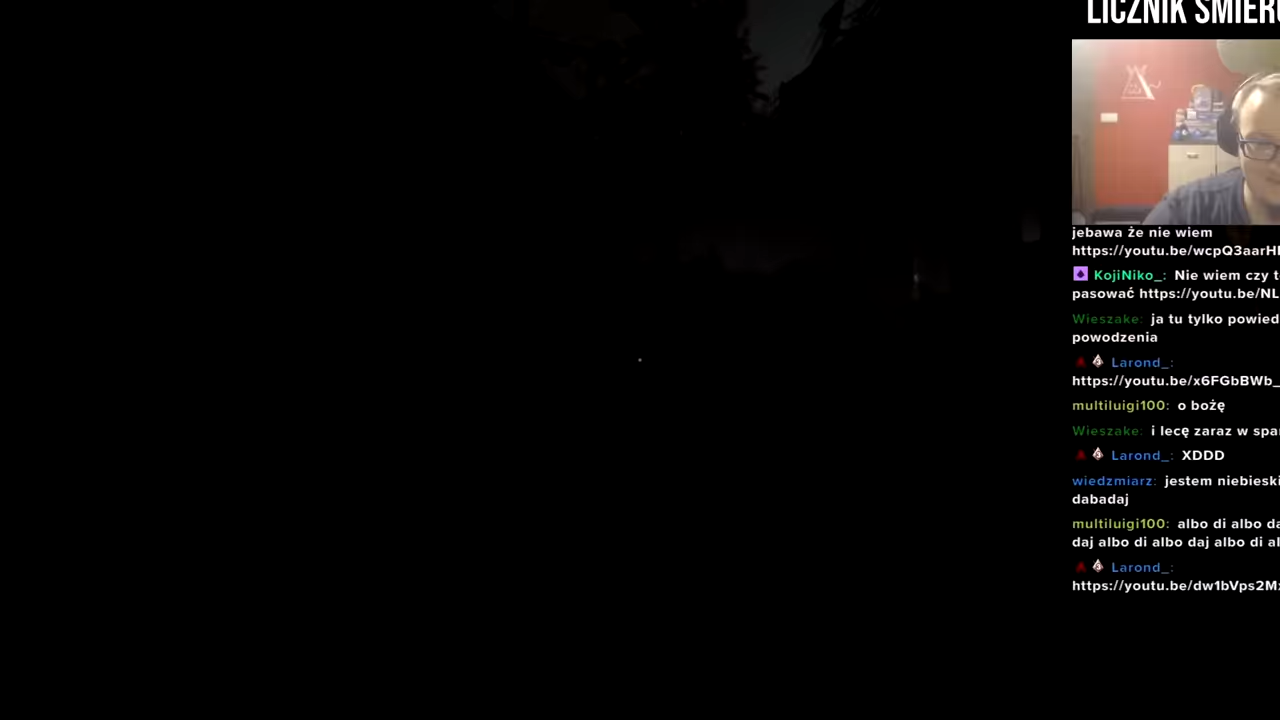 LICZNIK ŚMIERC
jebawa że nie wiem
https://youtu.be/wcpQ3aarH
KojiNiko_: Nie wiem czy t
pasować https://youtu.be/NL
Wieszake: ja tu tylko powied
powodzenia
Larond_:
https://youtu.be/x6FGbBWb_
multiluigi100: o bożę
Wieszake: i lecę zaraz w spa
Larond_: XDDD
wiedzmiarz: jestem niebieski
dabadaj
multiluigi100: albo di albo da
daj albo di albo daj albo di al
Larond_:
https://youtu.be/dw1bVps2M